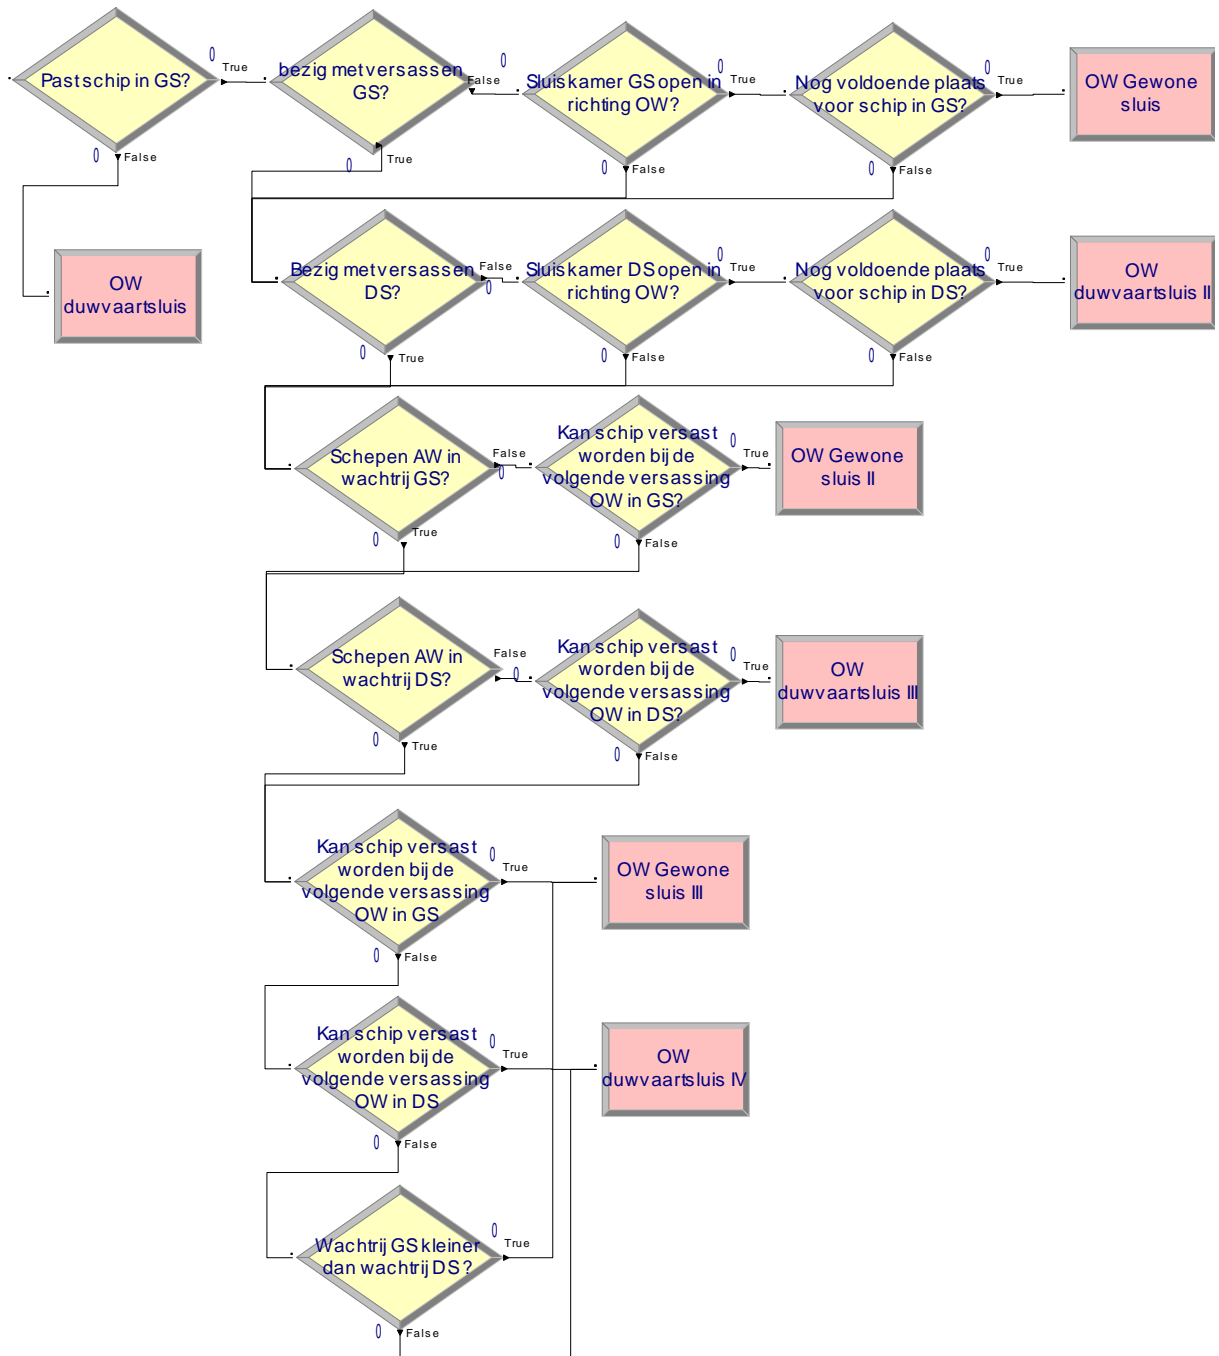 Past schip in GS?
0
True
0
False
bezig met versassen
GS?
0
False
0
True
Sluiskamer GS open in
richting OW?
0
True
0
False
Nog voldoende plaats
voor schip in GS?
0
True
0
False
OW Gewone
sluis
OW
duwvaartsluis
Bezig met versassen
DS?
False
0
0
True
Sluiskamer DS open in
richting OW?
0
True
0
False
Nog voldoende plaats
voor schip in DS?
0
True
0
False
OW
duwvaartsluis II
Schepen AW in
wachtrij GS?
False
0
0
True
Kan schip versast
worden bij de
volgende versassing
OW in GS?
0
True
0
False
OW Gewone
sluis II
Schepen AW in
wachtrij DS?
False
0
0
True
Kan schip versast
worden bij de
volgende versassing
OW in DS?
0
True
0
False
OW
duwvaartsluis III
Kan schip versast
worden bij de
volgende versassing
OW in GS
0
True
0
False
OW Gewone
sluis III
Kan schip versast
worden bij de
volgende versassing
OW in DS
0
True
0
False
OW
duwvaartsluis IV
Wachtrij GS kleiner
dan wachtrij DS?
0
True
0
False